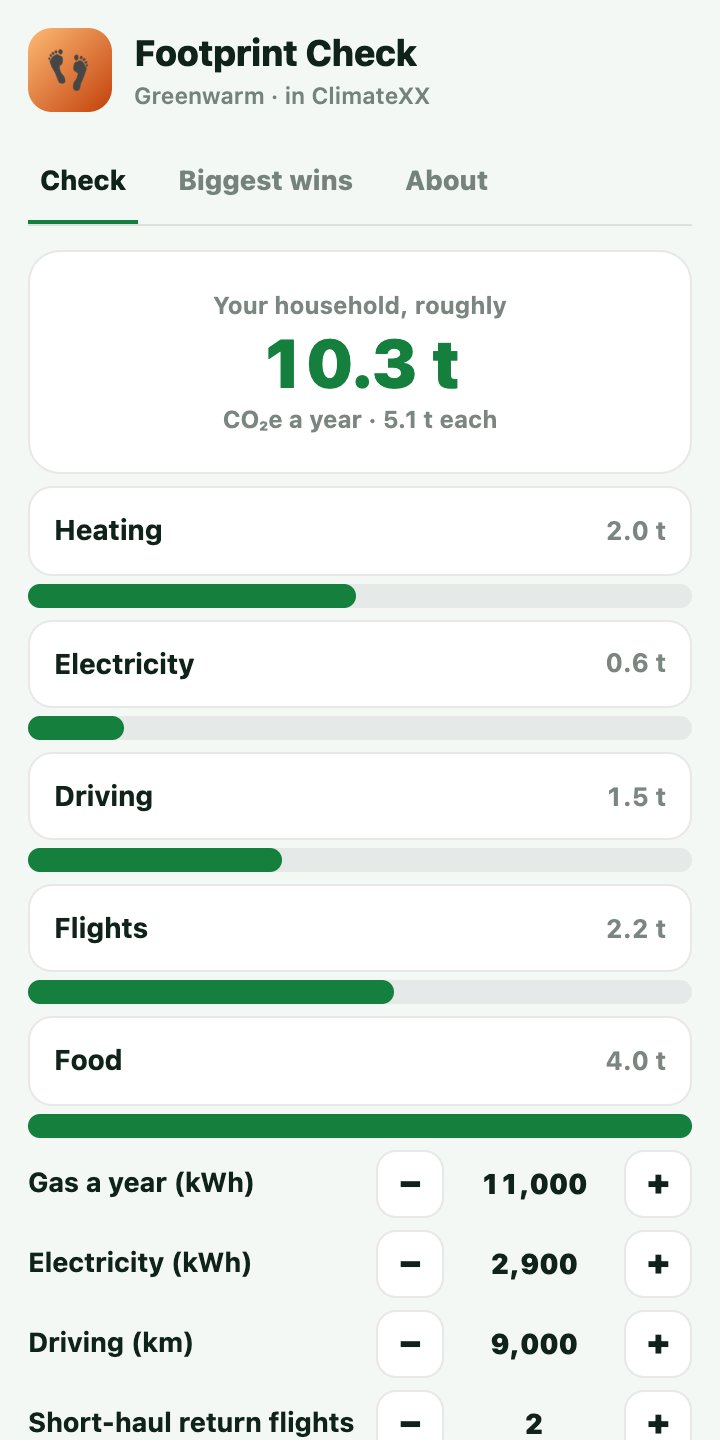 Footprint Check
Greenwarm · in ClimateXX
Check Biggest wins About
Your household, roughly
10.3 t
CO₂e a year · 5.1 t each
Heating 2.0 t
Electricity 0.6 t
Driving 1.5 t
Flights 2.2 t
Food 4.0 t
Gas a year (kWh) − 11,000 +
Electricity (kWh) − 2,900 +
Driving (km) − 9,000 +
Short-haul return flights − 2 +